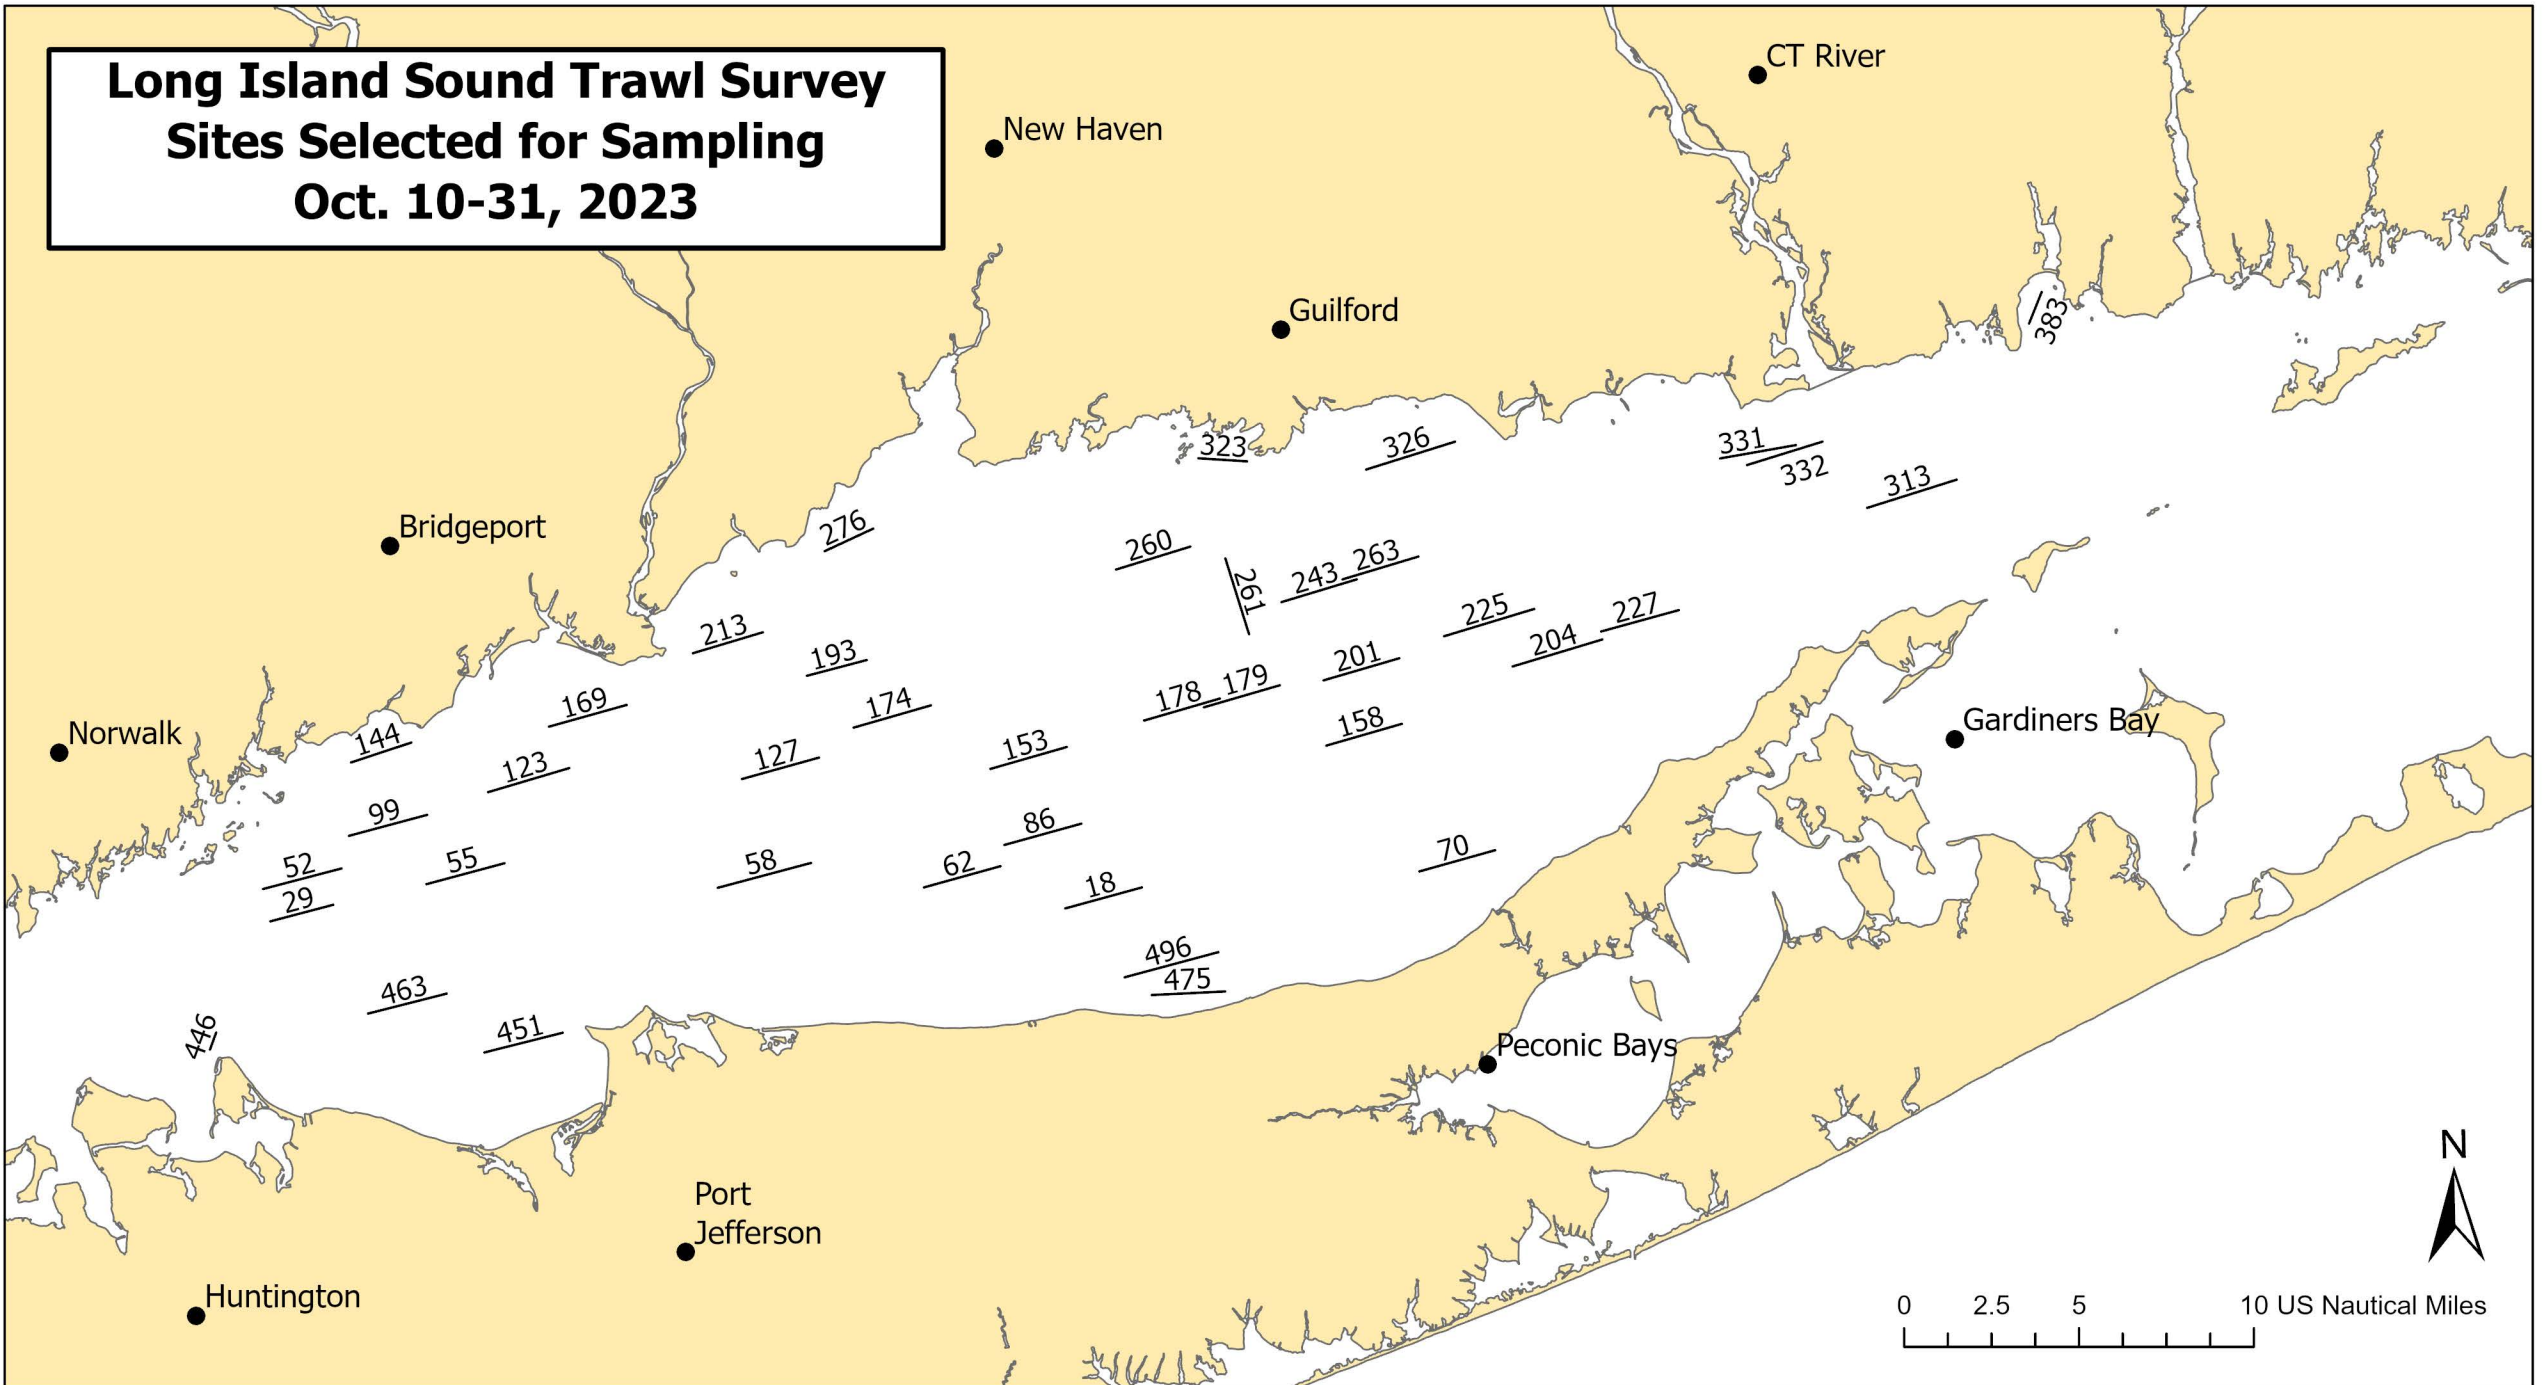 Long Island Sound Trawl Survey
Sites Selected for Sampling
Oct. 10-31, 2023
CT River
New Haven
Guilford
383
323
326
331
332
313
Bridgeport
276
260
261
243
263
213
193
225
204
227
169
174
178
179
201
158
Norwalk
144
123
127
153
Gardiners Bay
99
86
52
55
58
62
70
29
18
496
475
463
446
451
Peconic Bays
Port
Jefferson
Huntington
N
0 2.5 5 10 US Nautical Miles